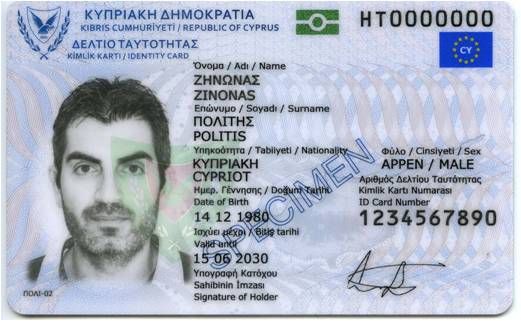 ΚΥΠΡΙΑΚΗ ΔΗΜΟΚΡΑΤΙΑ
KIBRIS CUMHURİYETİ / REPUBLIC OF CYPRUS
ΔΕΛΤΙΟ ΤΑΥΤΟΤΗΤΑΣ
KİMLİK KARTI / IDENTITY CARD
HT0000000
CY
Όνομα / Adı / Name
ΖΗΝΩΝΑΣ
ZINONAS
Επώνυμο / Soyadı / Surname
ΠΟΛΙΤΗΣ
POLITIS
Υπηκοότητα / Tabiiyeti / Nationality
ΚΥΠΡΙΑΚΗ
CYPRIOT
Φύλο / Cinsiyeti / Sex
ΑΡΡΕΝ / MALE
Ημερ. Γέννησης / Doğum Tarihi
Date of Birth
14 12 1980
Αριθμός Δελτίου Ταυτότητας
Kimlik Kartı Numarası
ID Card Number
1234567890
Ισχύει μέχρι / Bitiş tarihi
Valid until
15 06 2030
Υπογραφή Κατόχου
Sahibinin İmzası
Signature of Holder
SPECIMEN
ΠΟΛΙ-02